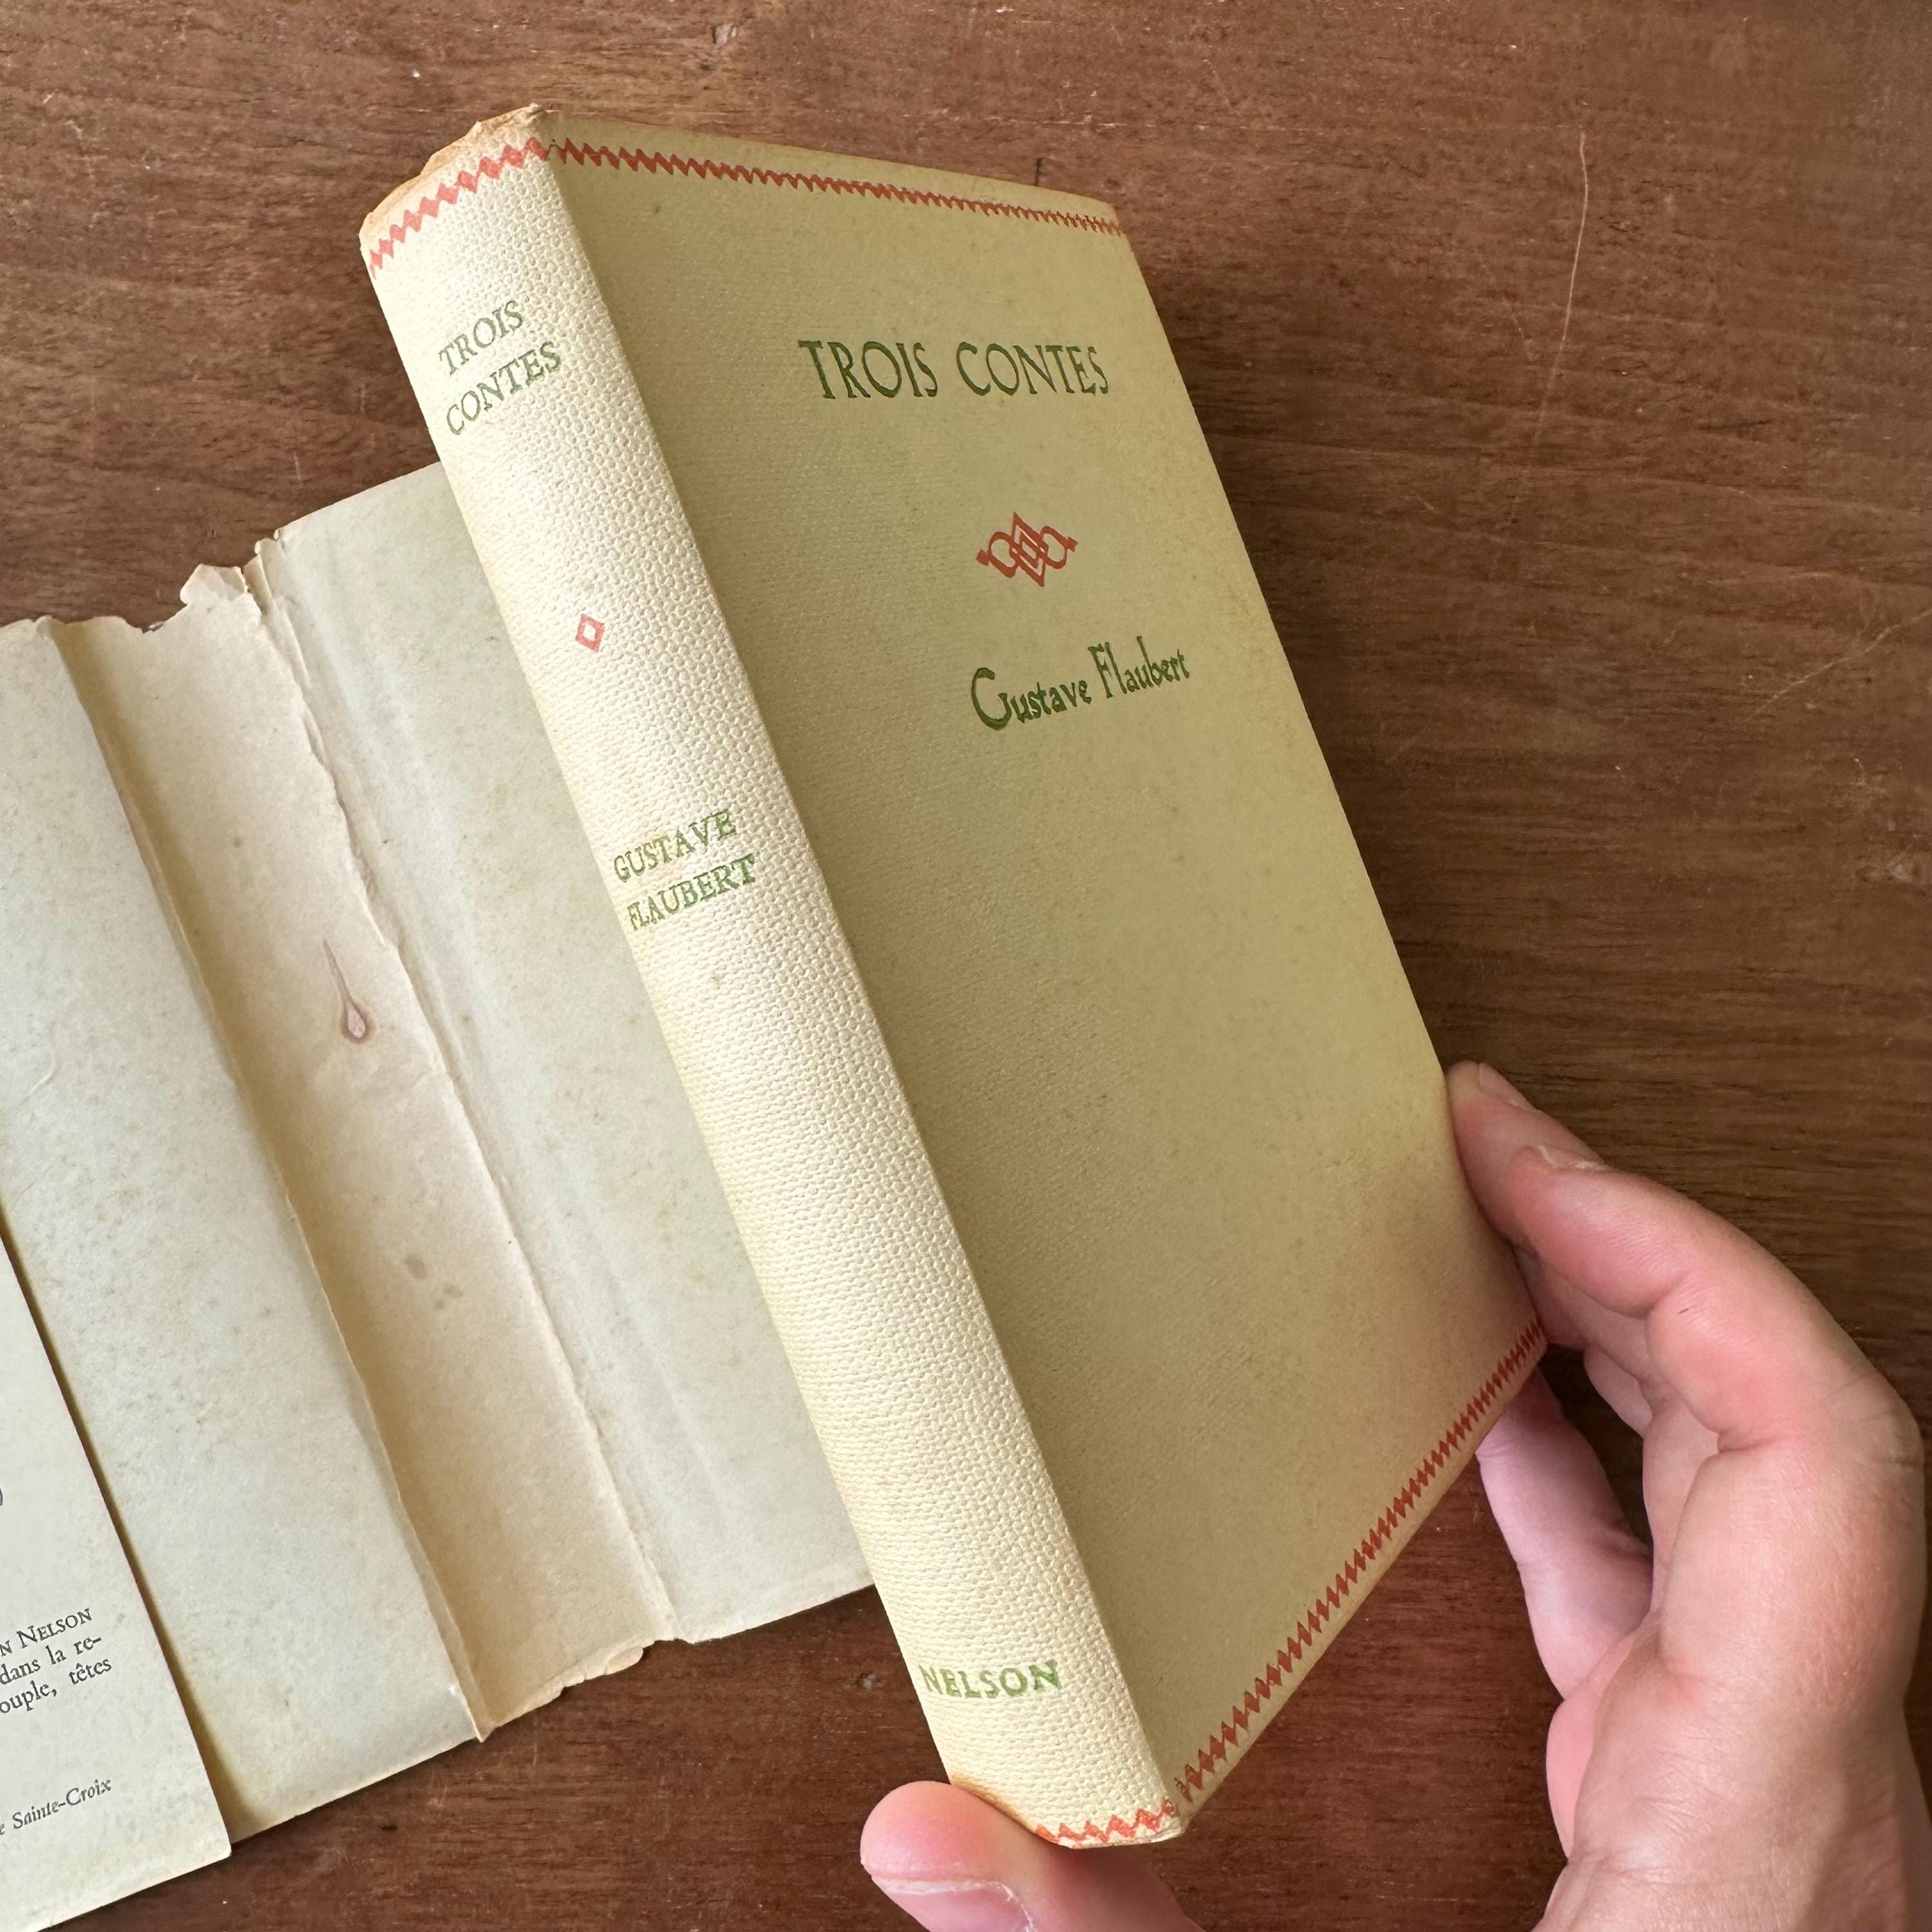 TROIS
CONTES
GUSTAVE
FLAUBERT
NELSON
TROIS CONTES
Gustave Flaubert
NELSON
dans la re-
ouple, têtes
Sainte-Croix